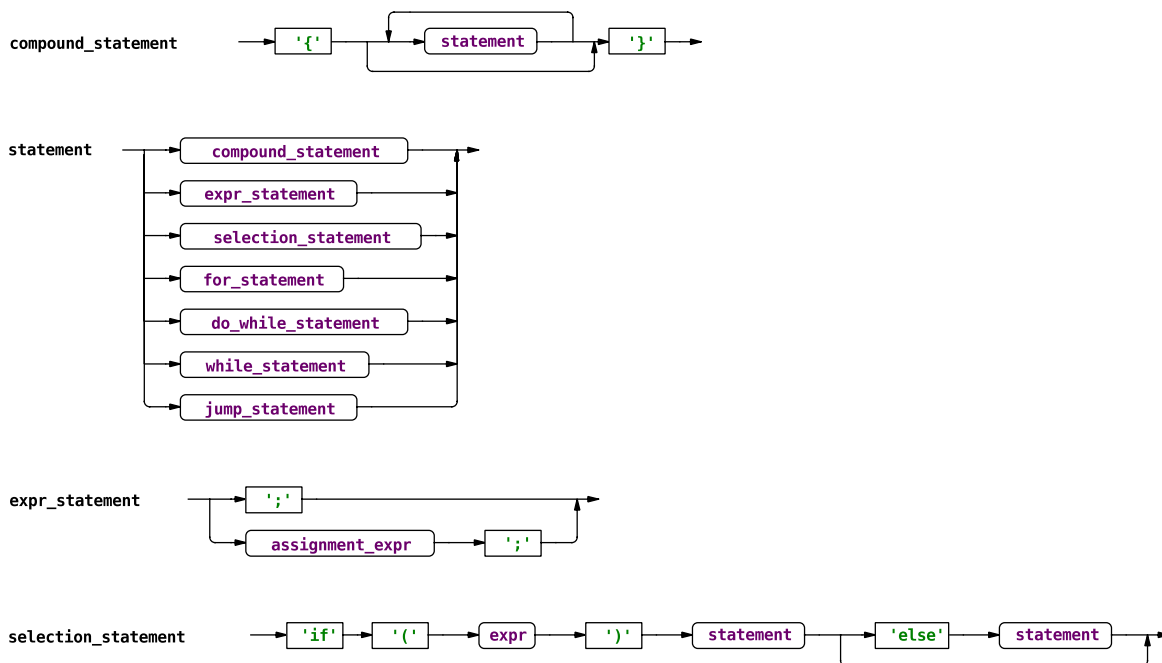 compound_statement '{' statement '}'
statement compound_statement
expr_statement
selection_statement
for_statement
do_while_statement
while_statement
jump_statement
expr_statement ';'
assignment_expr ';'
selection_statement 'if' '(' expr ')' statement 'else' statement